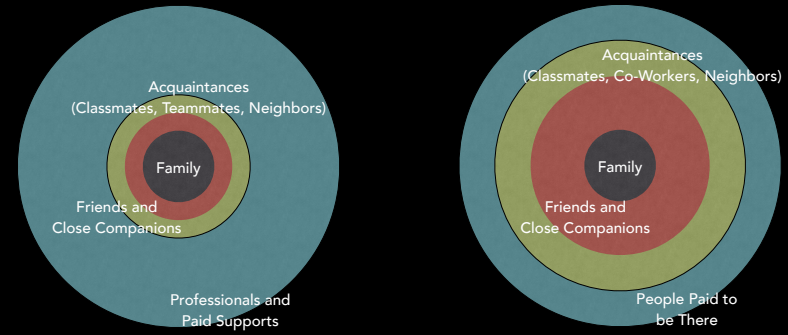 Acquaintances
(Classmates, Teammates, Neighbors)
Family
Friends and
Close Companions
Professionals and
Paid Supports
Acquaintances
(Classmates, Co-Workers, Neighbors)
Family
Friends and
Close Companions
People Paid to
be There